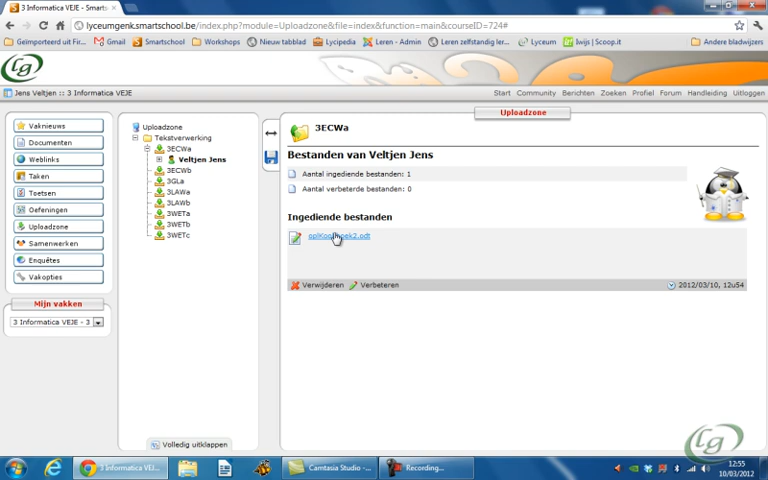 3 Informatica VEJE - Smarts
lyceumgenk.smartschool.be/index.php?module=Uploadzone&file=index&function=main&courseID=724#
Geïmporteerd uit Fir...
Gmail
Smartschool
Workshops
Nieuw tabblad
Lycipedia
Leren - Admin
Leren zelfstandig ler...
Lyceum
Iwijs | Scoop.it
Andere bladwijzers
lg
Jens Veltjen :: 3 Informatica VEJE
Start
Community
Berichten
Zoeken
Profiel
Forum
Handleiding
Uitloggen
Vaknieuws
Documenten
Weblinks
Taken
Toetsen
Oefeningen
Uploadzone
Samenwerken
Enquêtes
Vakopties
Mijn vakken
3 Informatica VEJE - 3
Uploadzone
Tekstverwerking
3ECWa
Veltjen Jens
3ECWb
3GLa
3LAWa
3LAWb
3WETa
3WETb
3WETc
Volledig uitklappen
Uploadzone
3ECWa
Bestanden van Veltjen Jens
Aantal ingediende bestanden: 1
Aantal verbeterde bestanden: 0
Ingediende bestanden
Verwijderen
Verbeteren
2012/03/10, 12u54
lg
3 Informatica VEJ...
Camtasia Studio - ...
Recording...
12:55
10/03/2012